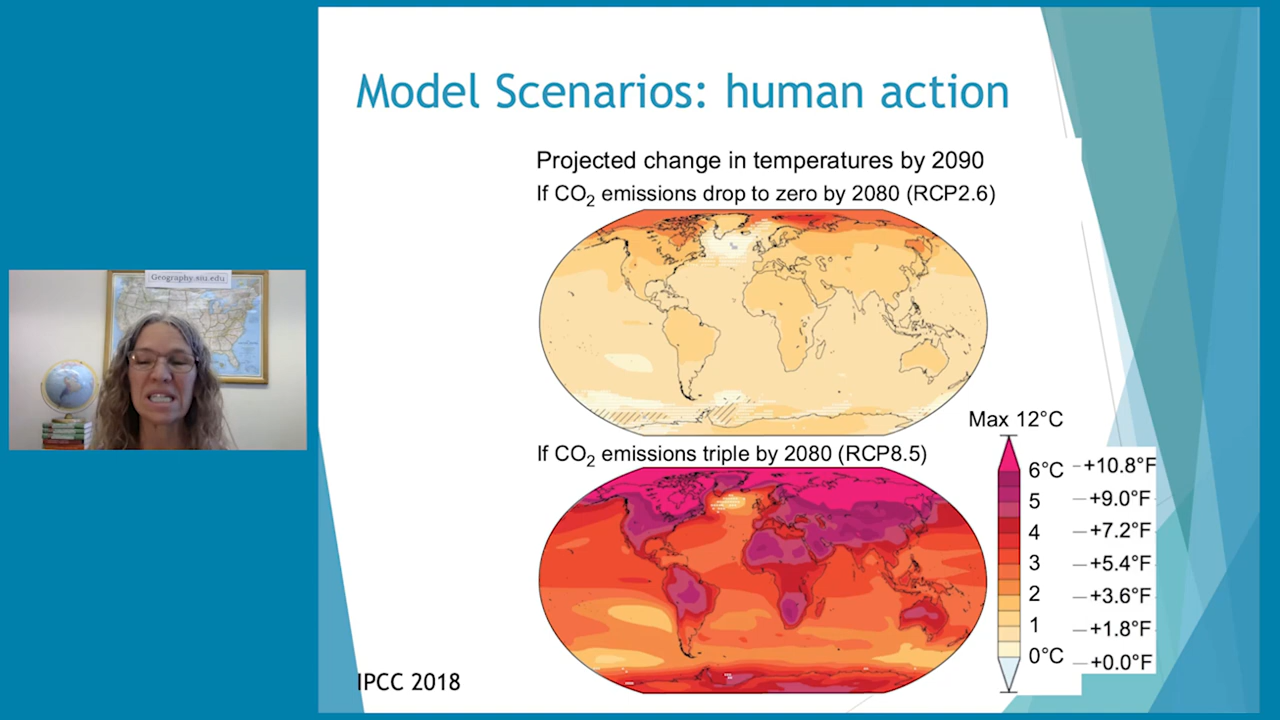 Model Scenarios: human action
Projected change in temperatures by 2090
If CO₂ emissions drop to zero by 2080 (RCP2.6)
Geography.siu.edu
Max 12°C
If CO₂ emissions triple by 2080 (RCP8.5)
6°C +10.8°F
5 +9.0°F
4 +7.2°F
3 +5.4°F
2 +3.6°F
1 +1.8°F
0°C +0.0°F
IPCC 2018